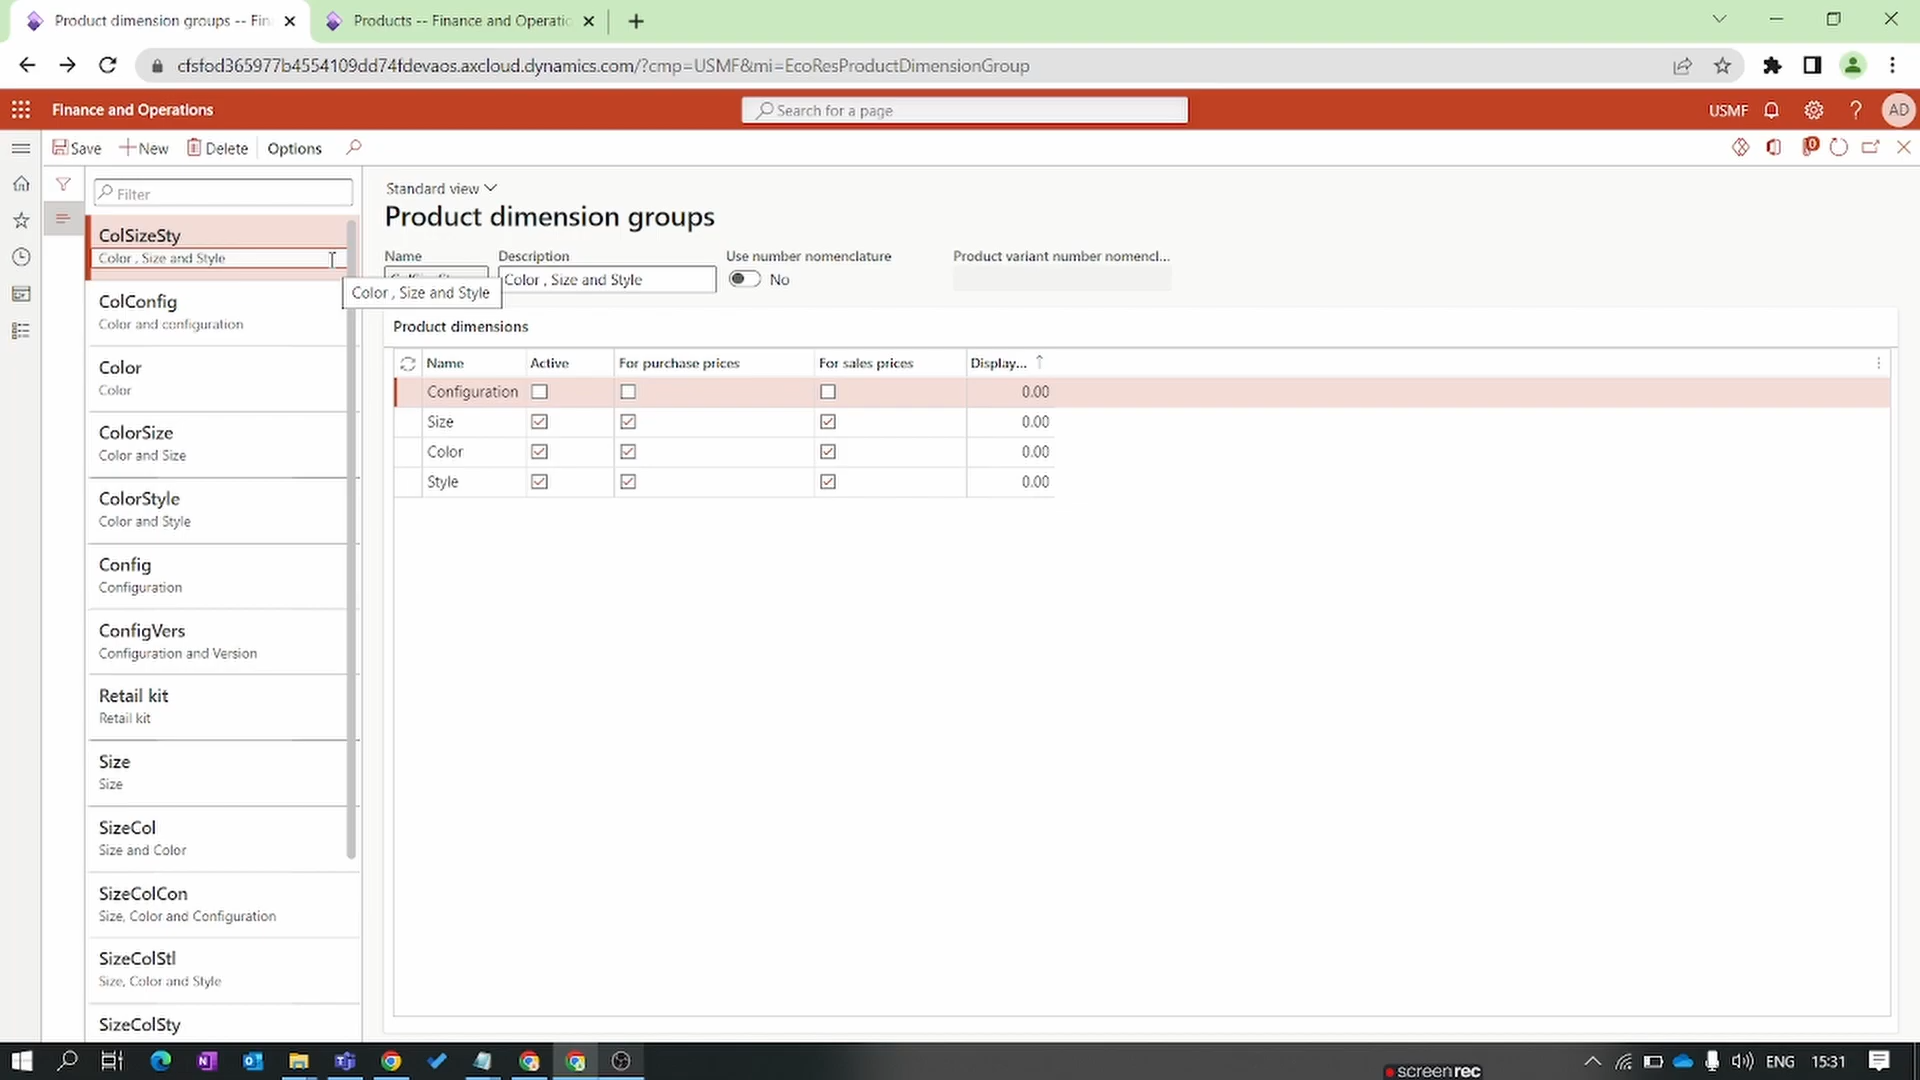 Product dimension groups -- Fin
Products -- Finance and Operatio
cfsfod365977b4554109dd74fdevaos.axcloud.dynamics.com/?cmp=USMF&mi=EcoResProductDimensionGroup
Finance and Operations
Search for a page
USMF
AD
Save
New
Delete
Options
0
Filter
ColSizeSty
Color , Size and Style
ColConfig
Color and configuration
Color
Color
ColorSize
Color and Size
ColorStyle
Color and Style
Config
Configuration
ConfigVers
Configuration and Version
Retail kit
Retail kit
Size
Size
SizeCol
Size and Color
SizeColCon
Size, Color and Configuration
SizeColStl
Size, Color and Style
SizeColSty
Standard view
Product dimension groups
Name Description Use number nomenclature Product variant number nomencl...
Color , Size and Style No
Color , Size and Style
Product dimensions
Name Active For purchase prices For sales prices Display...
Configuration 0.00
Size 0.00
Color 0.00
Style 0.00
ENG 15:31
screenrec